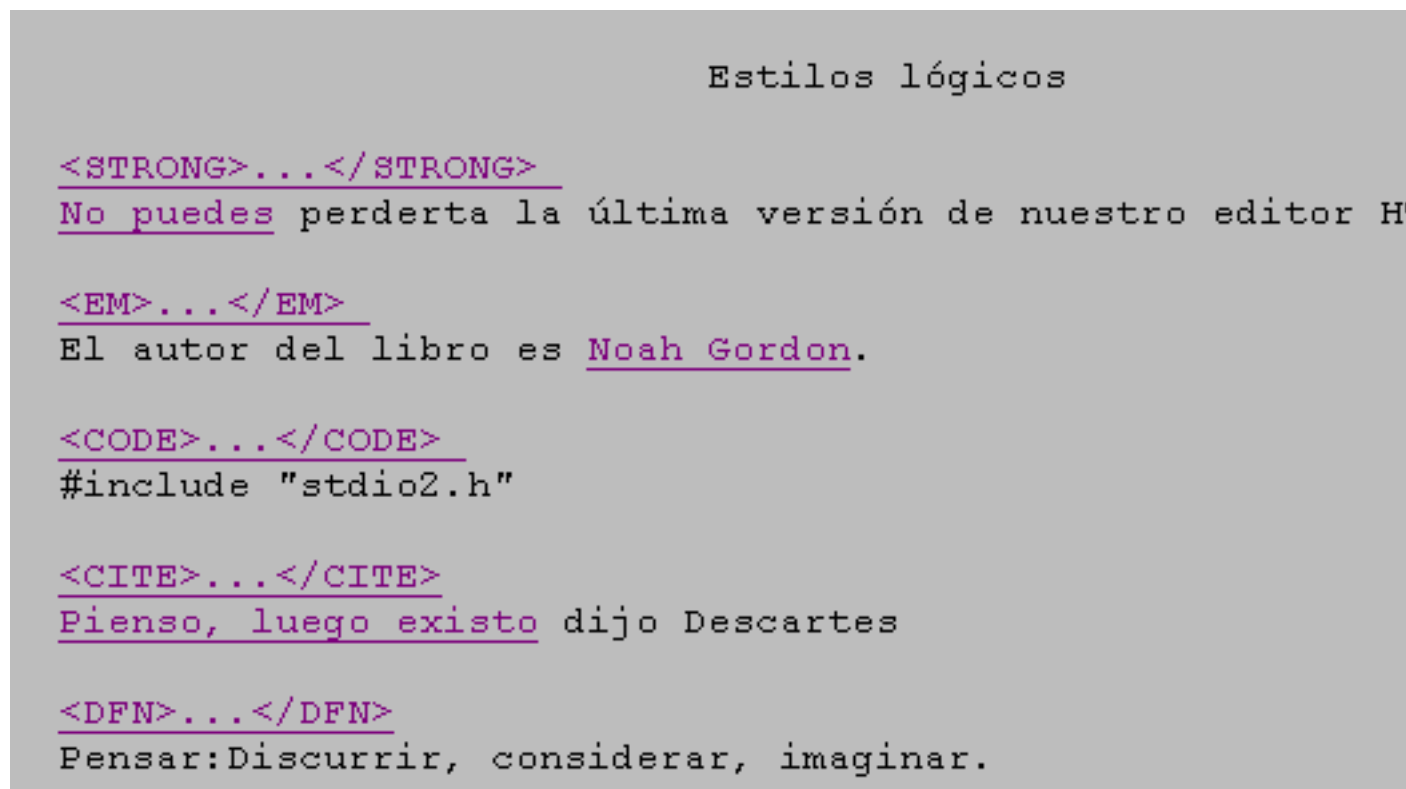 Estilos lógicos
<STRONG>...</STRONG>
No puedes perderta la última versión de nuestro editor
<EM>...</EM>
El autor del libro es Noah Gordon.
<CODE>...</CODE>
#include "stdio2.h"
<CITE>...</CITE>
Pienso, luego existo dijo Descartes
<DFN>...</DFN>
Pensar:Discurrir, considerar, imaginar.